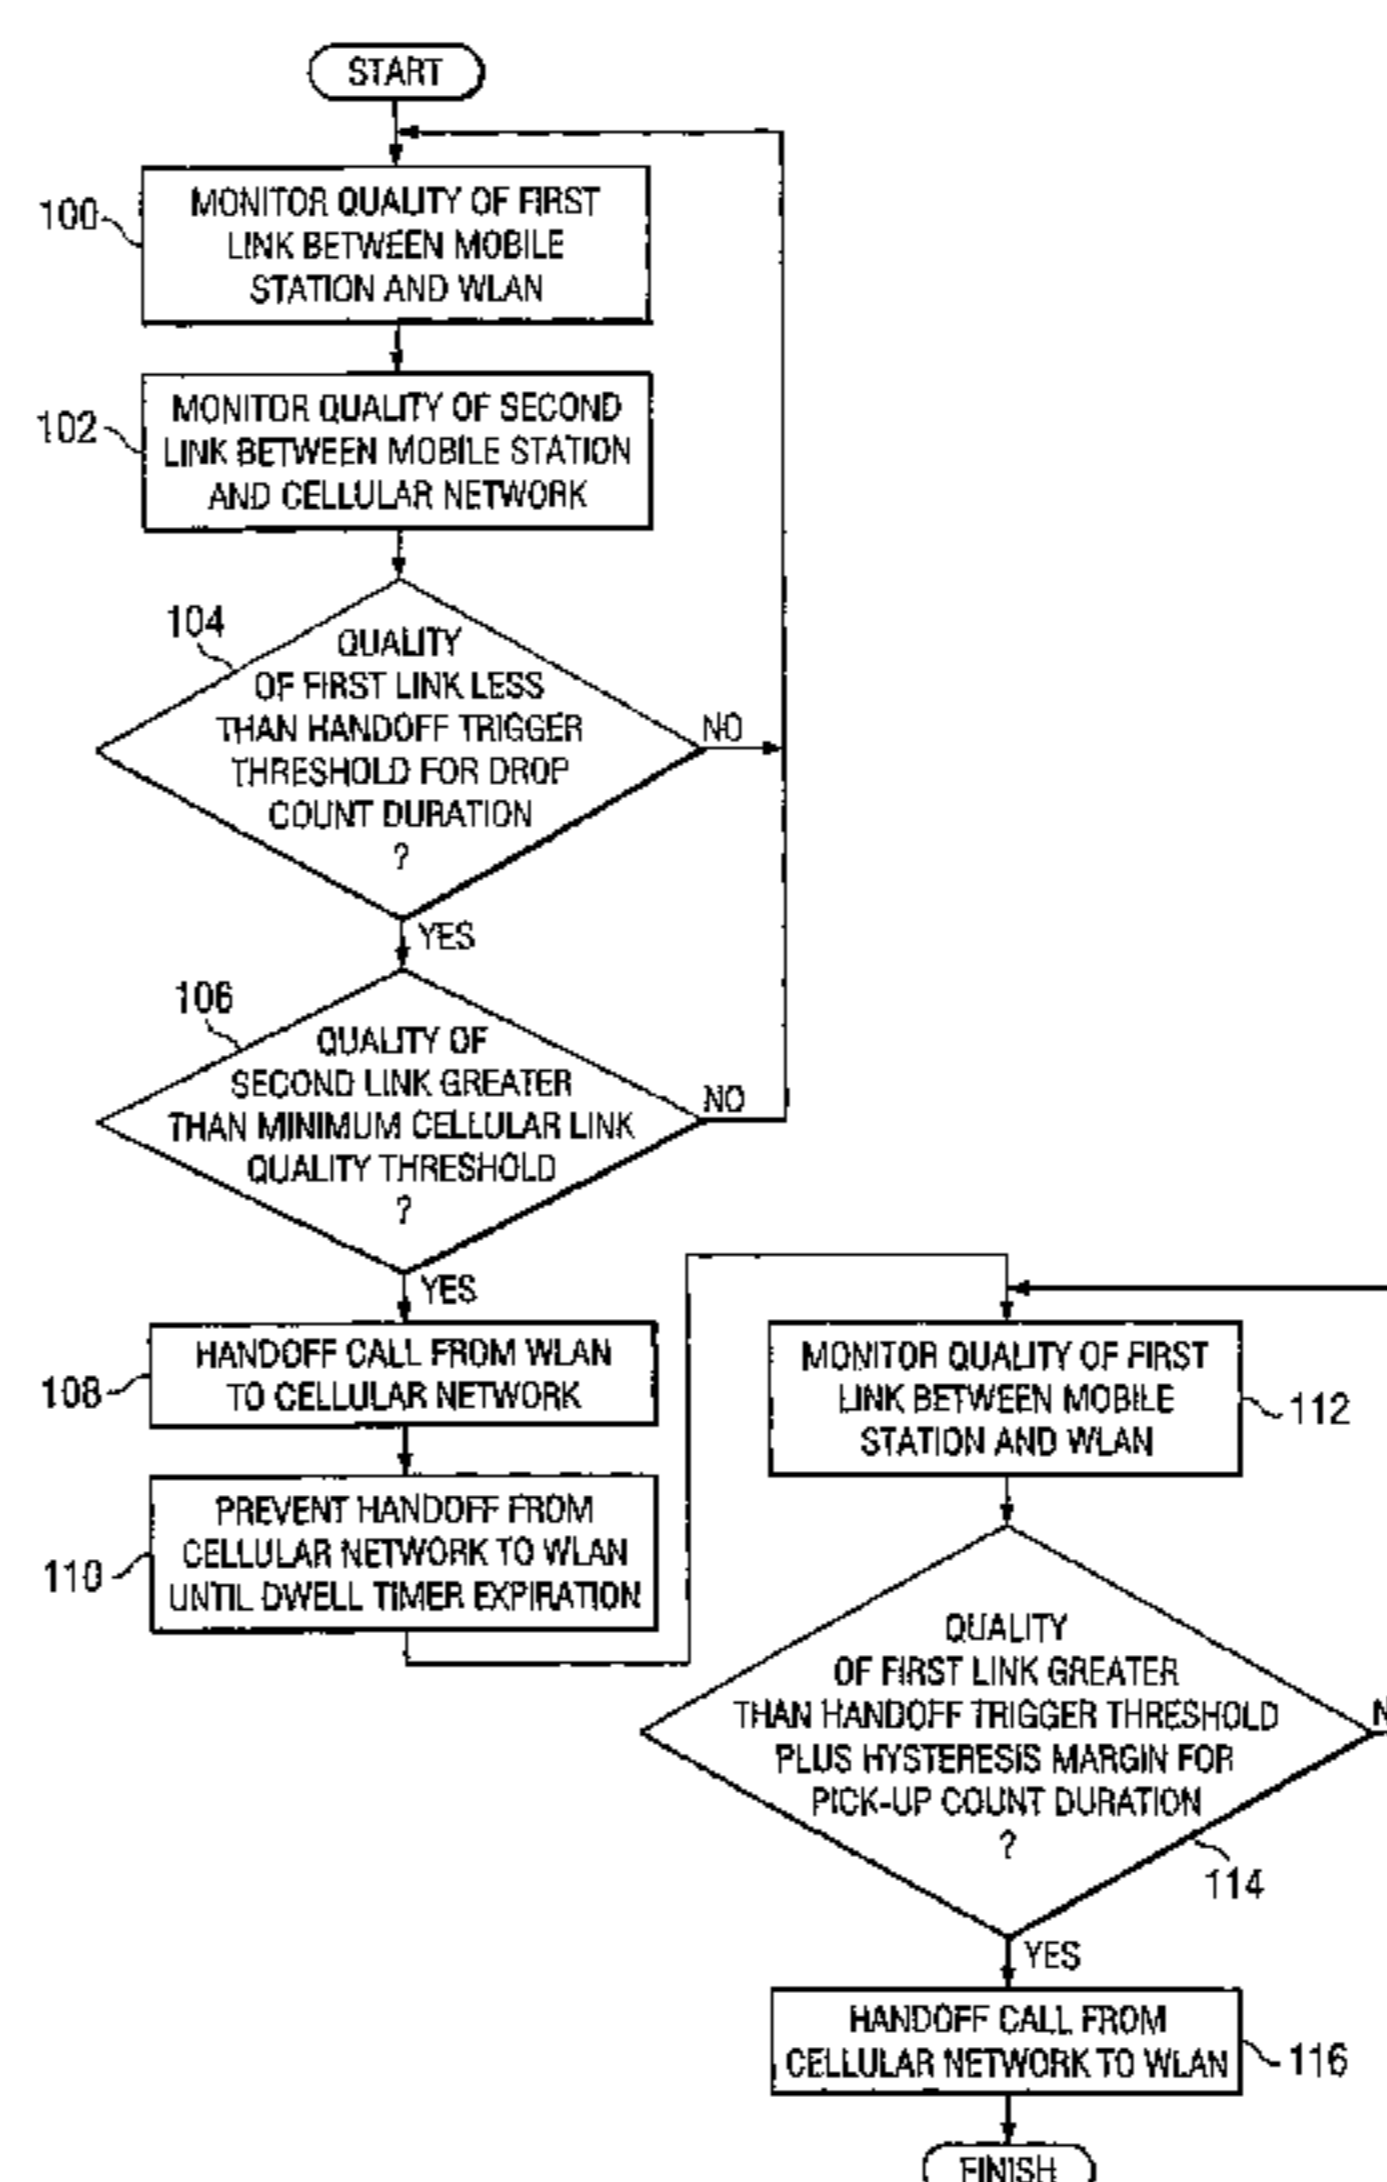 START
100
MONITOR QUALITY OF FIRST
LINK BETWEEN MOBILE
STATION AND WLAN
102
MONITOR QUALITY OF SECOND
LINK BETWEEN MOBILE STATION
AND CELLULAR NETWORK
104
QUALITY
OF FIRST LINK LESS
THAN HANDOFF TRIGGER
THRESHOLD FOR DROP
COUNT DURATION
?
NO
YES
106
QUALITY OF
SECOND LINK GREATER
THAN MINIMUM CELLULAR LINK
QUALITY THRESHOLD
?
NO
YES
108
HANDOFF CALL FROM WLAN
TO CELLULAR NETWORK
110
PREVENT HANDOFF FROM
CELLULAR NETWORK TO WLAN
UNTIL DWELL TIMER EXPIRATION
MONITOR QUALITY OF FIRST
LINK BETWEEN MOBILE
STATION AND WLAN
112
QUALITY
OF FIRST LINK GREATER
THAN HANDOFF TRIGGER THRESHOLD
PLUS HYSTERESIS MARGIN FOR
PICK-UP COUNT DURATION
?
114
YES
HANDOFF CALL FROM
CELLULAR NETWORK TO WLAN
116
FINISH